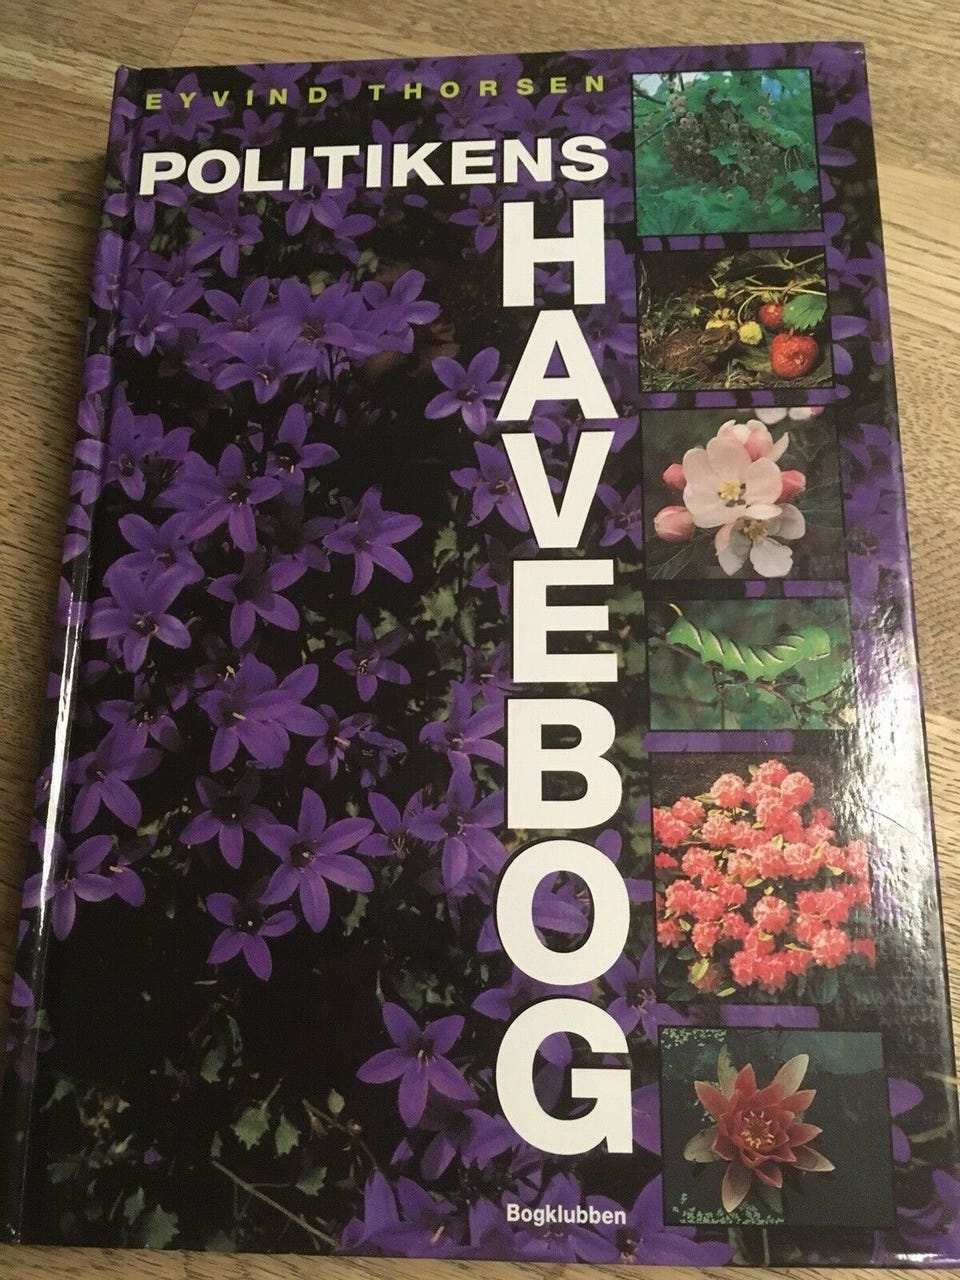 EYVIND THORSEN
POLITIKENS
HAVEBOG
Bogklubben